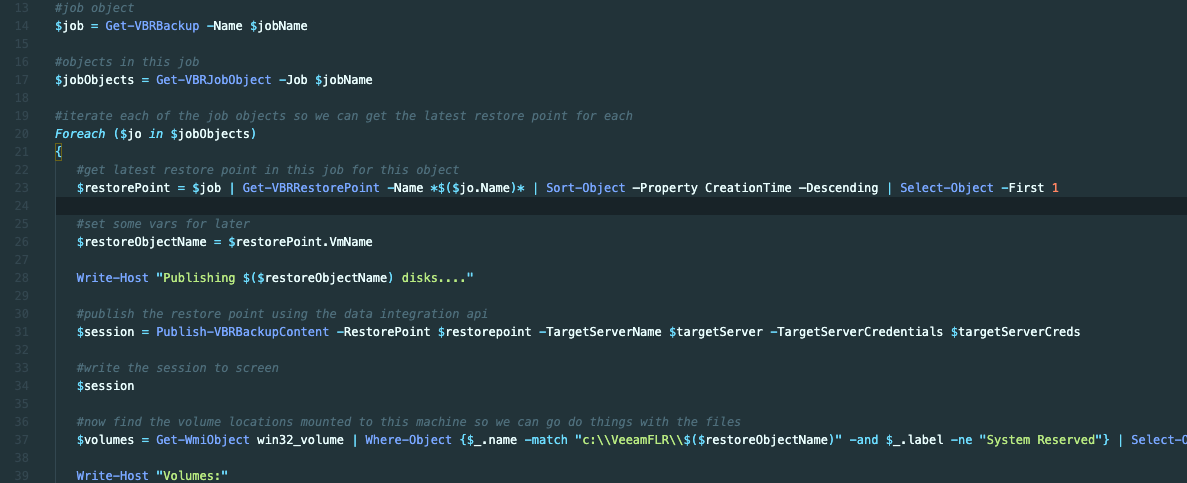 13 #job object
14 $job = Get-VBRBackup -Name $jobName
15
16 #objects in this job
17 $jobObjects = Get-VBRJobObject -Job $jobName
18
19 #iterate each of the job objects so we can get the latest restore point for each
20 Foreach ($jo in $jobObjects)
21 {
22 #get latest restore point in this job for this object
23 $restorePoint = $job | Get-VBRRestorePoint -Name *$($jo.Name)* | Sort-Object –Property CreationTime –Descending | Select-Object -First 1
24
25 #set some vars for later
26 $restoreObjectName = $restorePoint.VmName
27
28 Write-Host "Publishing $($restoreObjectName) disks...."
29
30 #publish the restore point using the data integration api
31 $session = Publish-VBRBackupContent -RestorePoint $restorepoint -TargetServerName $targetServer -TargetServerCredentials $targetServerCreds
32
33 #write the session to screen
34 $session
35
36 #now find the volume locations mounted to this machine so we can go do things with the files
37 $volumes = Get-WmiObject win32_volume | Where-Object {$_.name -match "c:\\VeeamFLR\\$($restoreObjectName)" -and $_.label -ne "System Reserved"} | Select-O
38
39 Write-Host "Volumes:"